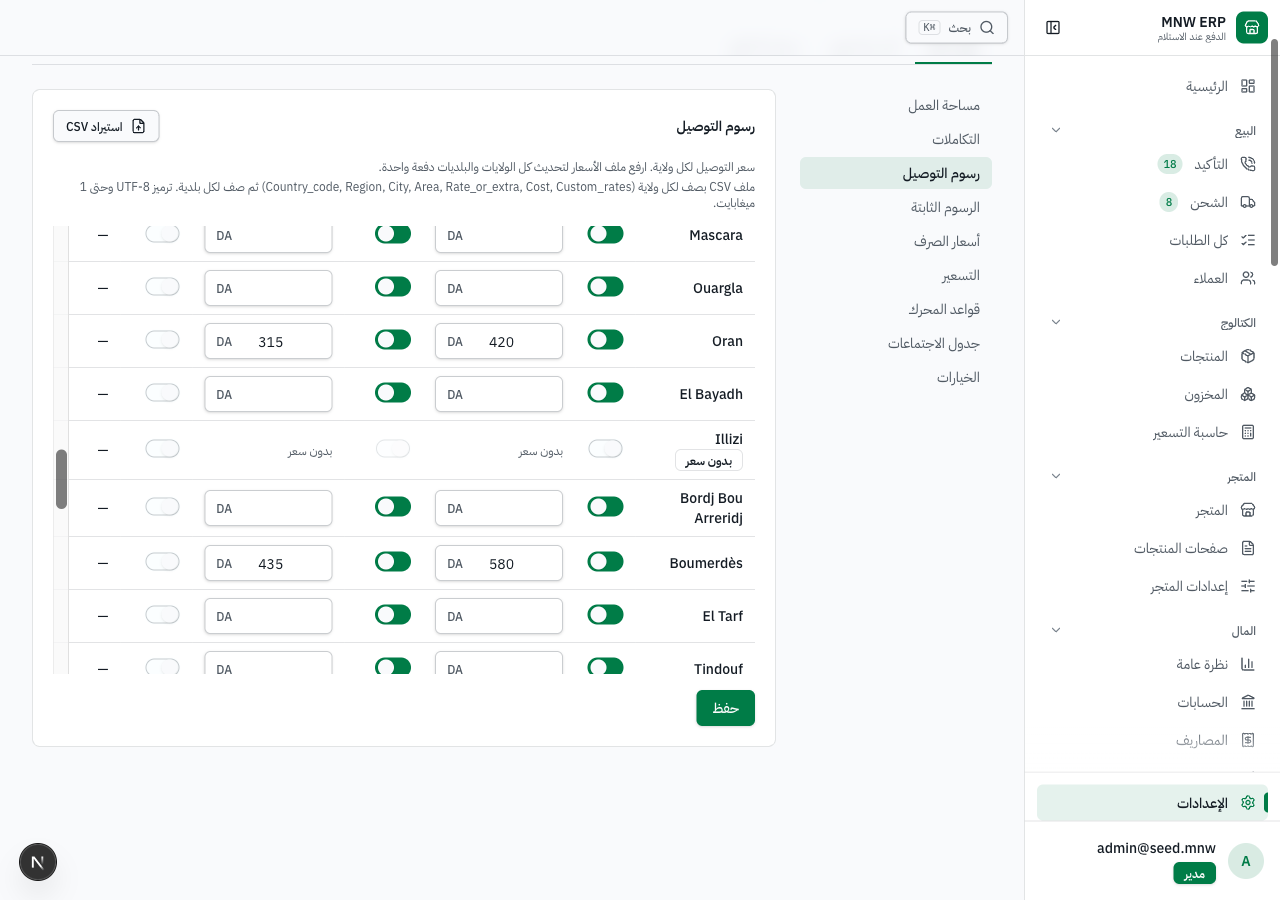 MNW ERP
الدفع عند الاستلام
بحث
⌘K
الرئيسية
البيع
التأكيد
18
الشحن
8
كل الطلبات
العملاء
الكتالوج
المنتجات
المخزون
حاسبة التسعير
المتجر
المتجر
صفحات المنتجات
إعدادات المتجر
المال
نظرة عامة
الحسابات
المصاريف
الإعدادات
A
admin@seed.mnw
مدير
مساحة العمل
التكاملات
رسوم التوصيل
الرسوم الثابتة
أسعار الصرف
التسعير
قواعد المحرك
جدول الاجتماعات
الخيارات
رسوم التوصيل
استيراد CSV
سعر التوصيل لكل ولاية. ارفع ملف الأسعار لتحديث كل الولايات والبلديات دفعة واحدة.
ملف CSV بصف لكل ولاية (Country_code, Region, City, Area, Rate_or_extra, Cost, Custom_rates) ثم صف لكل بلدية. ترميز UTF-8 وحتى 1
ميغابايت.
Mascara DA DA —
Ouargla DA DA —
Oran 420 DA 315 DA —
El Bayadh DA DA —
Illizi
بدون سعر
بدون سعر بدون سعر —
Bordj Bou
Arreridj
DA DA —
Boumerdès 580 DA 435 DA —
El Tarf DA DA —
Tindouf DA DA —
حفظ
N